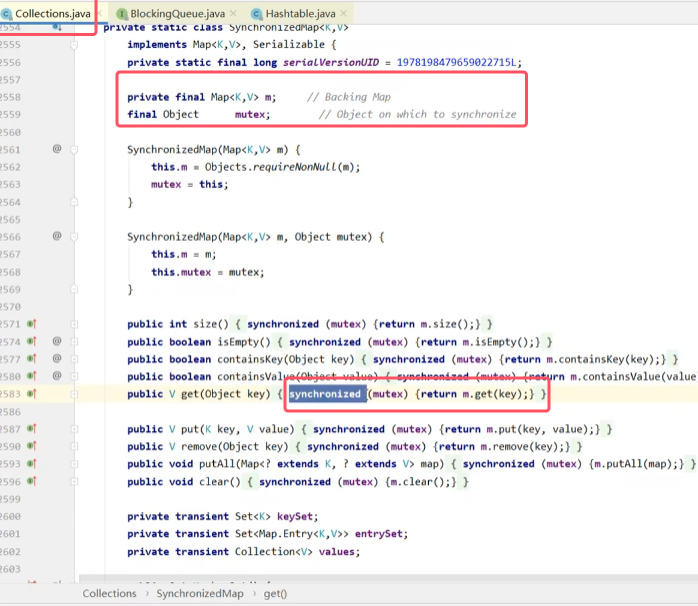 Collections.java BlockingQueue.java Hashtable.java
2554 private static class SynchronizedMap<K,V>
2555 implements Map<K,V>, Serializable {
2556 private static final long serialVersionUID = 1978198479659022715L;
2557
2558 private final Map<K,V> m; // Backing Map
2559 final Object mutex; // Object on which to synchronize
2560
2561 @ SynchronizedMap(Map<K,V> m) {
2562 this.m = Objects.requireNonNull(m);
2563 mutex = this;
2564 }
2565
2566 @ SynchronizedMap(Map<K,V> m, Object mutex) {
2567 this.m = m;
2568 this.mutex = mutex;
2569 }
2570
2571 public int size() { synchronized (mutex) {return m.size();} }
2574 @ public boolean isEmpty() { synchronized (mutex) {return m.isEmpty();} }
2577 @ public boolean containsKey(Object key) { synchronized (mutex) {return m.containsKey(key);} }
2580 @ public boolean containsValue(Object value) { synchronized (mutex) {return m.containsValue(value
2583 public V get(Object key) { synchronized (mutex) {return m.get(key);} }
2586
2587 public V put(K key, V value) { synchronized (mutex) {return m.put(key, value);} }
2590 public V remove(Object key) { synchronized (mutex) {return m.remove(key);} }
2593 public void putAll(Map<? extends K, ? extends V> map) { synchronized (mutex) {m.putAll(map);} }
2596 public void clear() { synchronized (mutex) {m.clear();} }
2599
2600 private transient Set<K> keySet;
2601 private transient Set<Map.Entry<K,V>> entrySet;
2602 private transient Collection<V> values;
2603
Collections › SynchronizedMap › get()